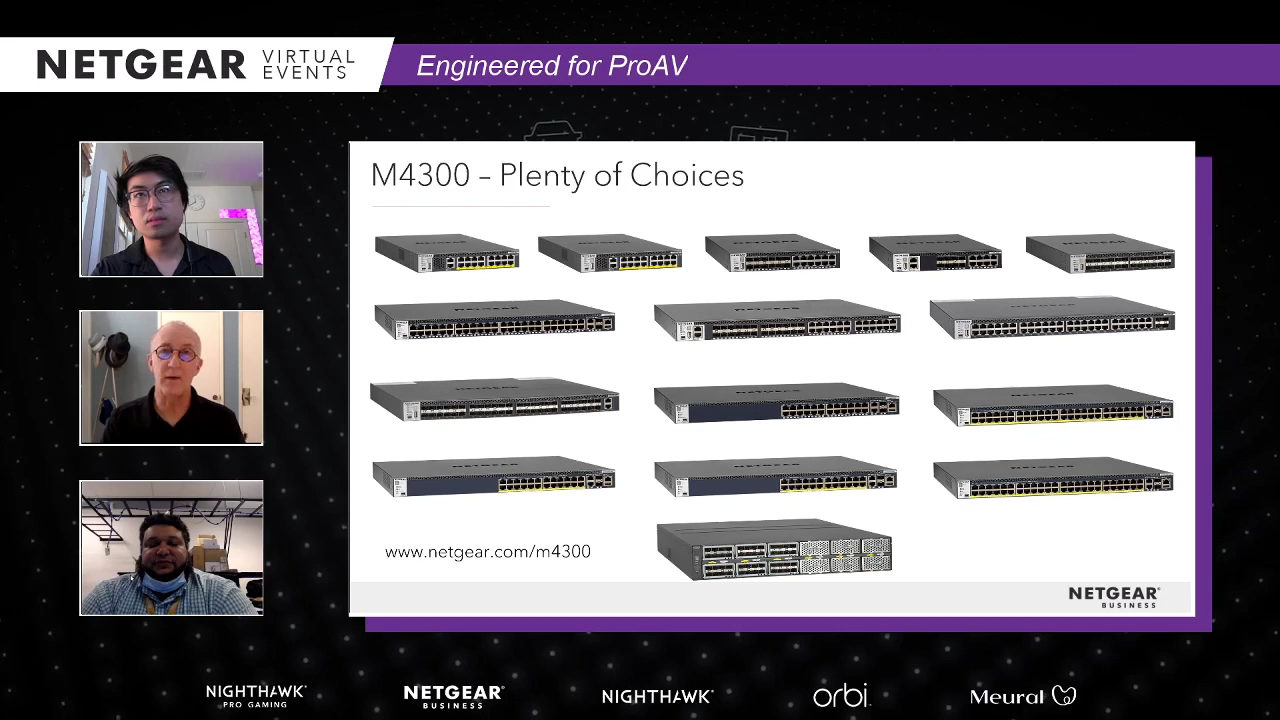 NETGEAR
VIRTUAL
EVENTS
Engineered for ProAV
M4300 – Plenty of Choices
www.netgear.com/m4300
NETGEAR®
BUSINESS
NIGHTHAWK®
PRO GAMING
NETGEAR®
BUSINESS
NIGHTHAWK®
orbi
Meural